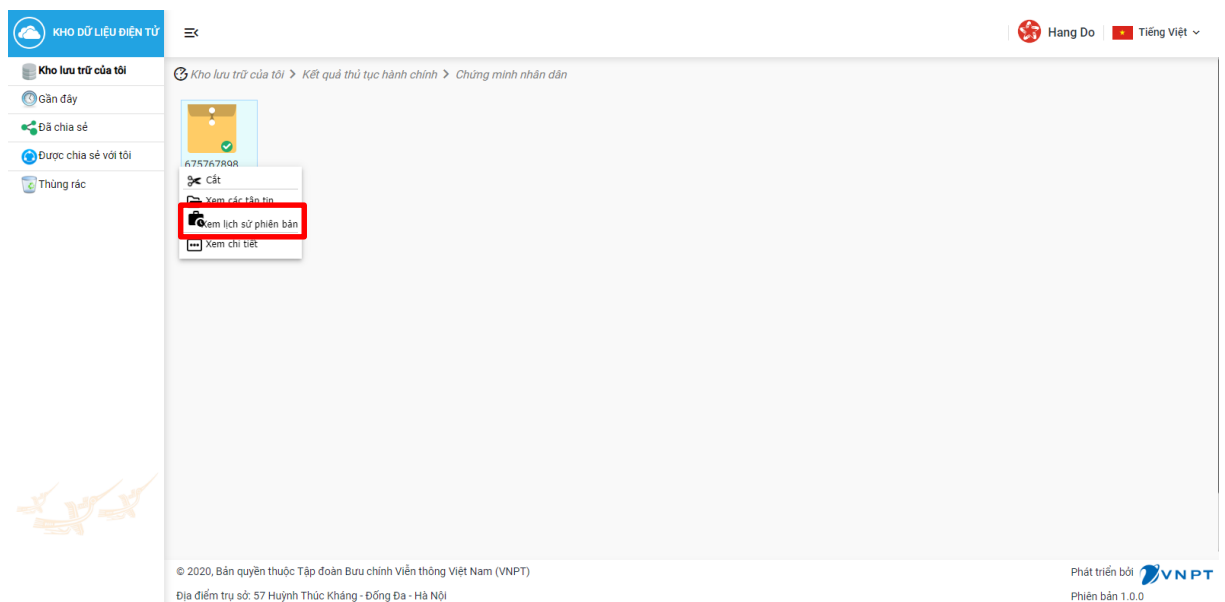 KHO DỮ LIỆU ĐIỆN TỬ
Hang Do
Tiếng Việt
Kho lưu trữ của tôi
Gần đây
Đã chia sẻ
Được chia sẻ với tôi
Thùng rác
Kho lưu trữ của tôi > Kết quả thủ tục hành chính > Chứng minh nhân dân
675767898
Cắt
Xem các tập tin
Xem lịch sử phiên bản
Xem chi tiết
© 2020, Bản quyền thuộc Tập đoàn Bưu chính Viễn thông Việt Nam (VNPT)
Địa điểm trụ sở: 57 Huỳnh Thúc Kháng - Đống Đa - Hà Nội
Phát triển bởi VNPT
Phiên bản 1.0.0